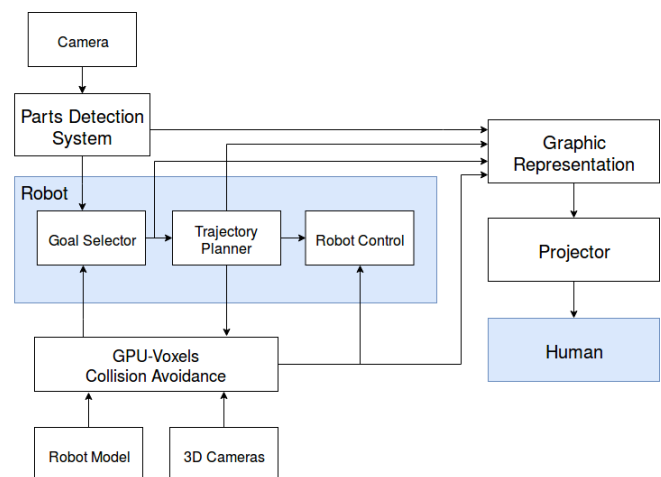 Camera
Parts Detection
System
Graphic
Representation
Robot
Goal Selector
Trajectory
Planner
Robot Control
Projector
GPU-Voxels
Collision Avoidance
Human
Robot Model
3D Cameras